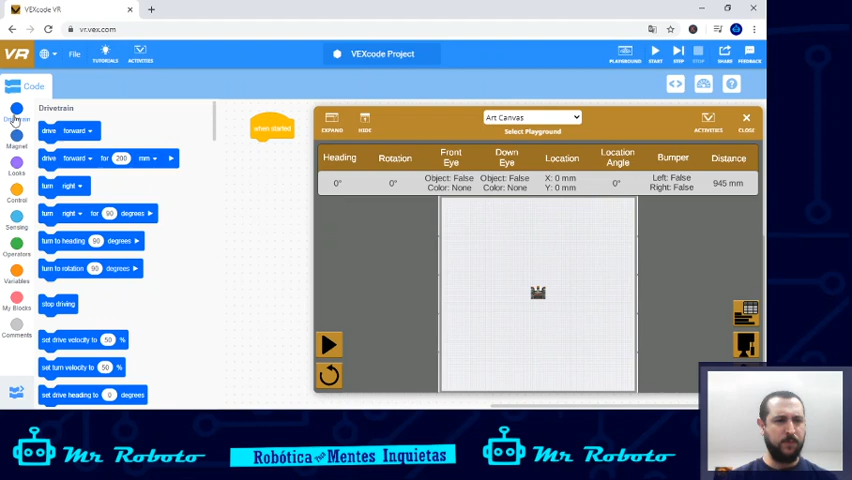 VEXcode VR
vr.vex.com
VR
File
TUTORIALS
ACTIVITIES
VEXcode Project
PLAYGROUND
START
STEP
STOP
SHARE
FEEDBACK
Code
Drivetrain
Magnet
Looks
Control
Sensing
Operators
Variables
My Blocks
Comments
Drivetrain
drive forward
drive forward for 200 mm
turn right
turn right for 90 degrees
turn to heading 90 degrees
turn to rotation 90 degrees
stop driving
set drive velocity to 50 %
set turn velocity to 50 %
set drive heading to 0 degrees
when started
EXPAND
HIDE
Art Canvas
Select Playground
ACTIVITIES
CLOSE
Heading Rotation Front Eye Down Eye Location Location Angle Bumper Distance
0° 0° Object: False Color: None Object: False Color: None X: 0 mm Y: 0 mm 0° Left: False Right: False 945 mm
Mr Roboto
Robótica Para Mentes Inquietas
Mr Roboto